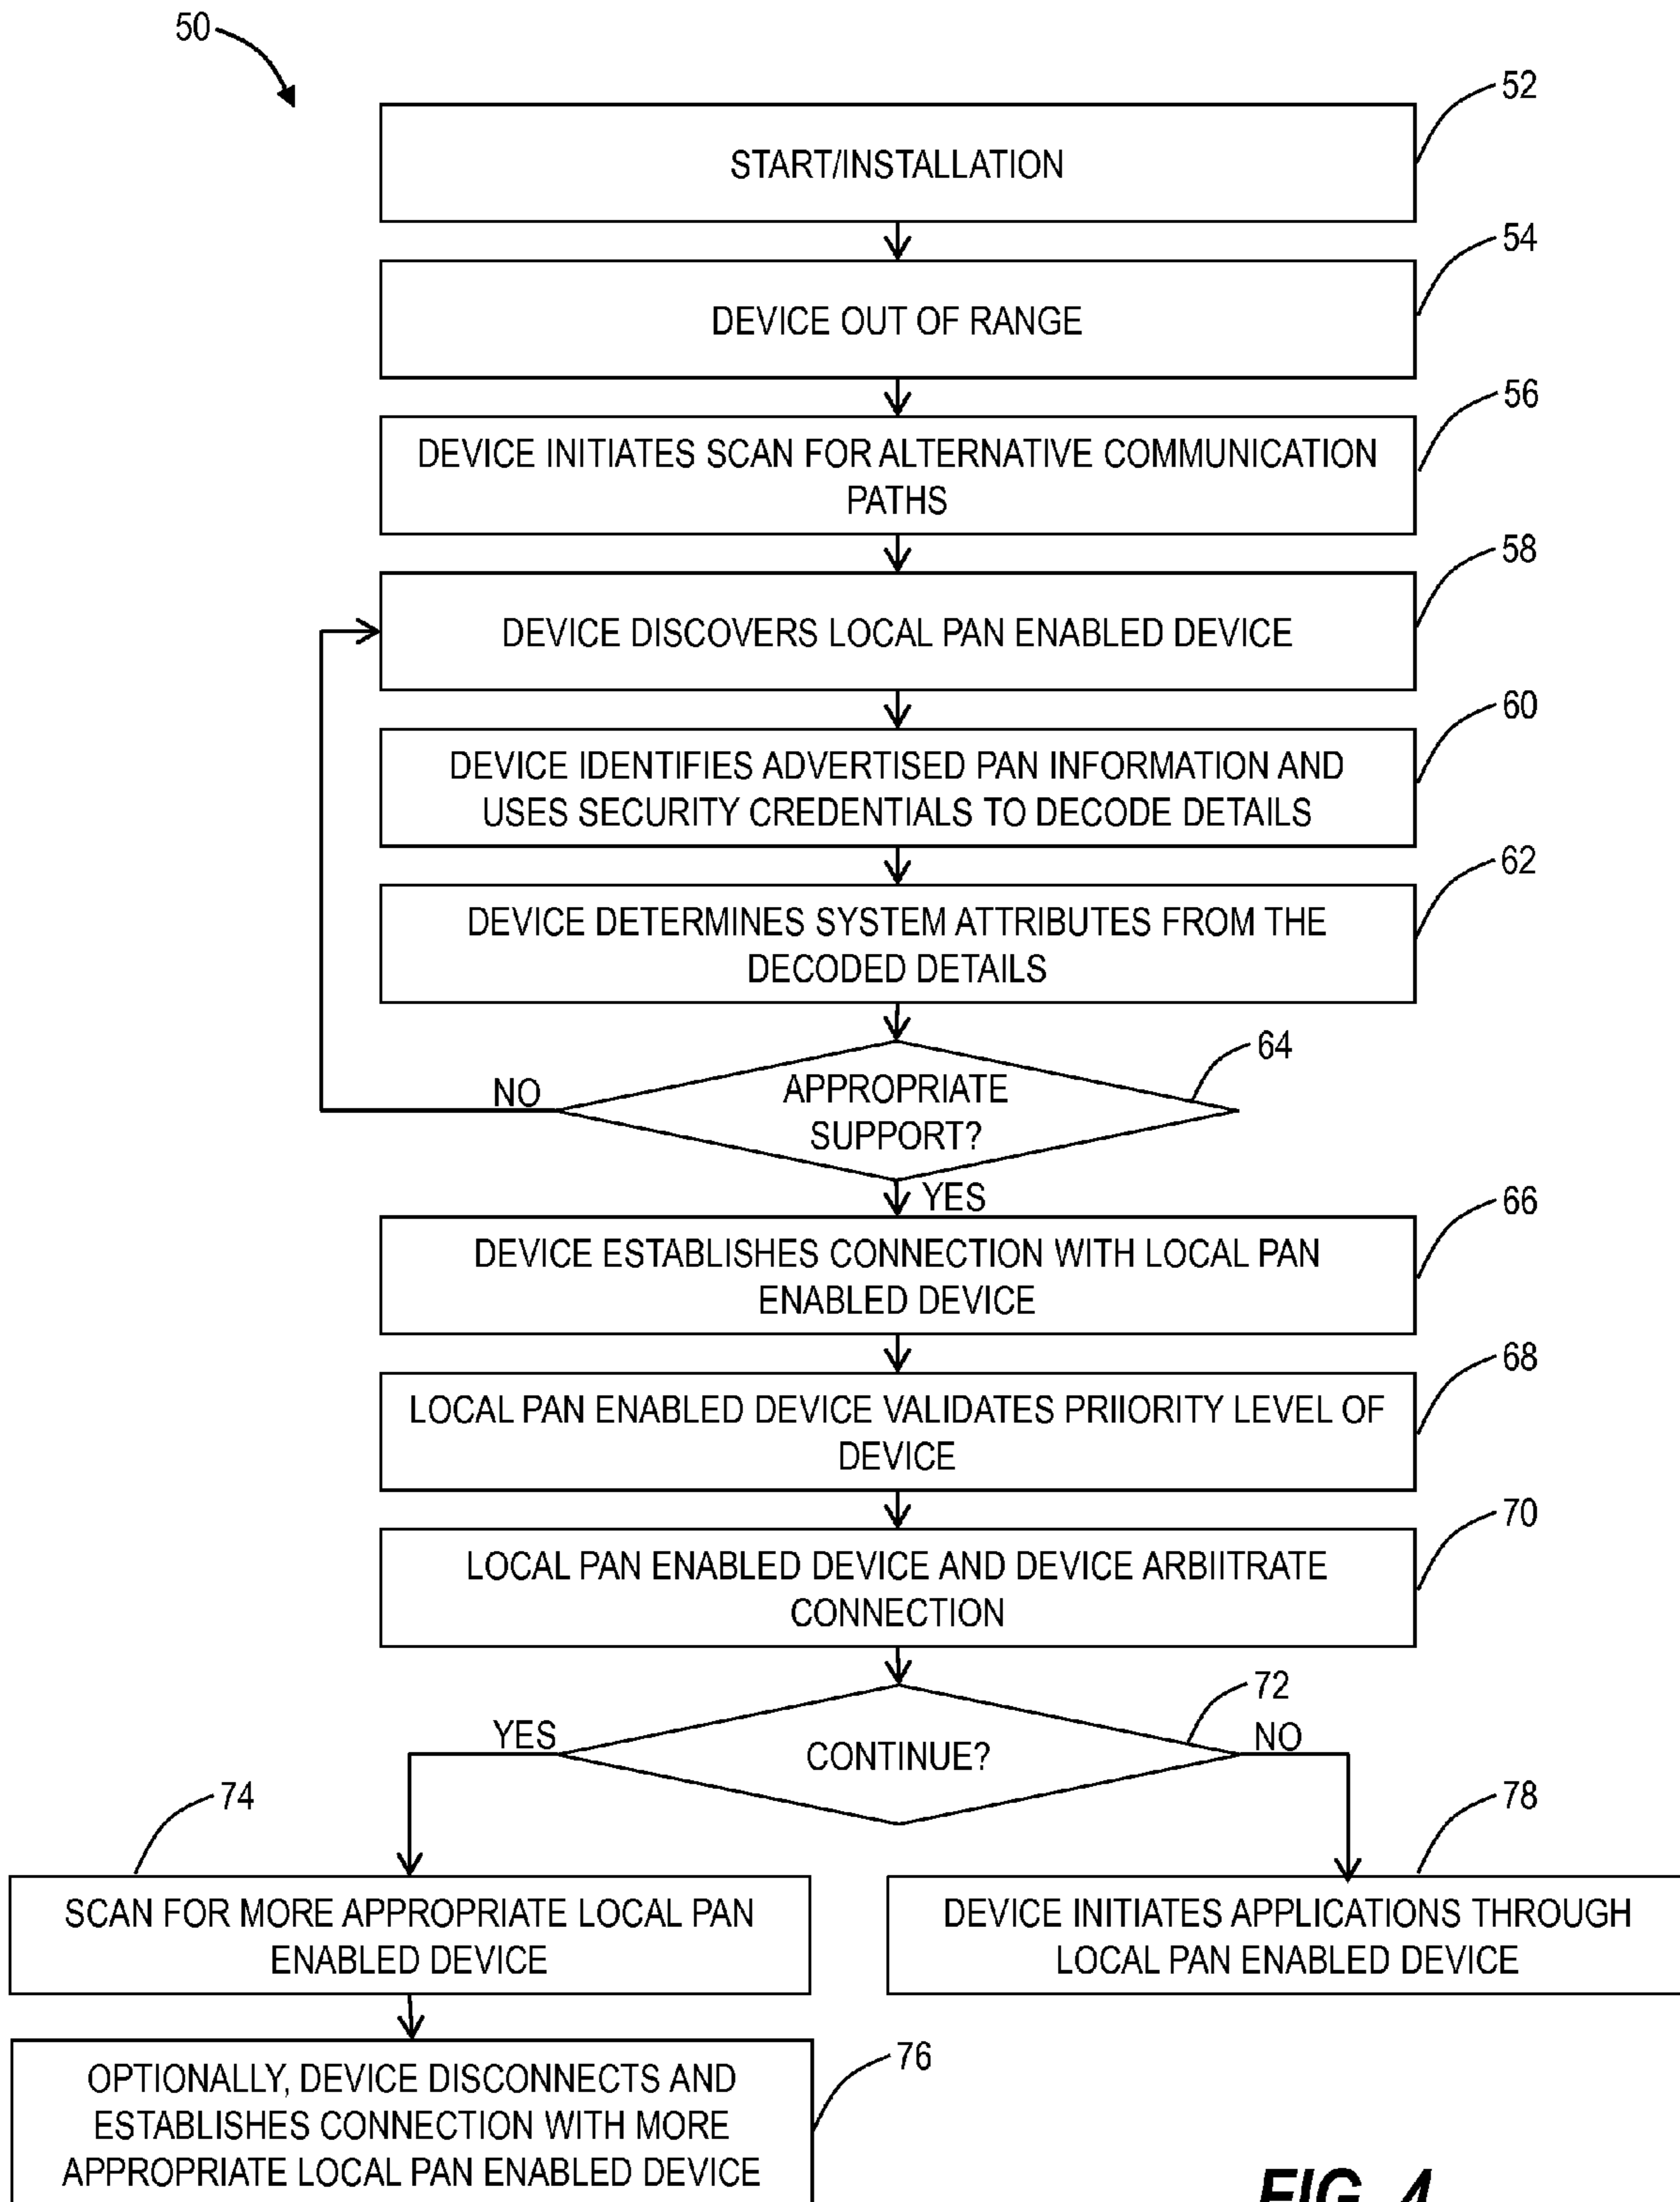 50
52
START/INSTALLATION
54
DEVICE OUT OF RANGE
56
DEVICE INITIATES SCAN FOR ALTERNATIVE COMMUNICATION
PATHS
58
DEVICE DISCOVERS LOCAL PAN ENABLED DEVICE
60
DEVICE IDENTIFIES ADVERTISED PAN INFORMATION AND
USES SECURITY CREDENTIALS TO DECODE DETAILS
62
DEVICE DETERMINES SYSTEM ATTRIBUTES FROM THE
DECODED DETAILS
64
NO
APPROPRIATE
SUPPORT?
YES
66
DEVICE ESTABLISHES CONNECTION WITH LOCAL PAN
ENABLED DEVICE
68
LOCAL PAN ENABLED DEVICE VALIDATES PRIIORITY LEVEL OF
DEVICE
70
LOCAL PAN ENABLED DEVICE AND DEVICE ARBIITRATE
CONNECTION
72
YES
CONTINUE?
NO
74
78
SCAN FOR MORE APPROPRIATE LOCAL PAN
ENABLED DEVICE
DEVICE INITIATES APPLICATIONS THROUGH
LOCAL PAN ENABLED DEVICE
76
OPTIONALLY, DEVICE DISCONNECTS AND
ESTABLISHES CONNECTION WITH MORE
APPROPRIATE LOCAL PAN ENABLED DEVICE
FIG. 4